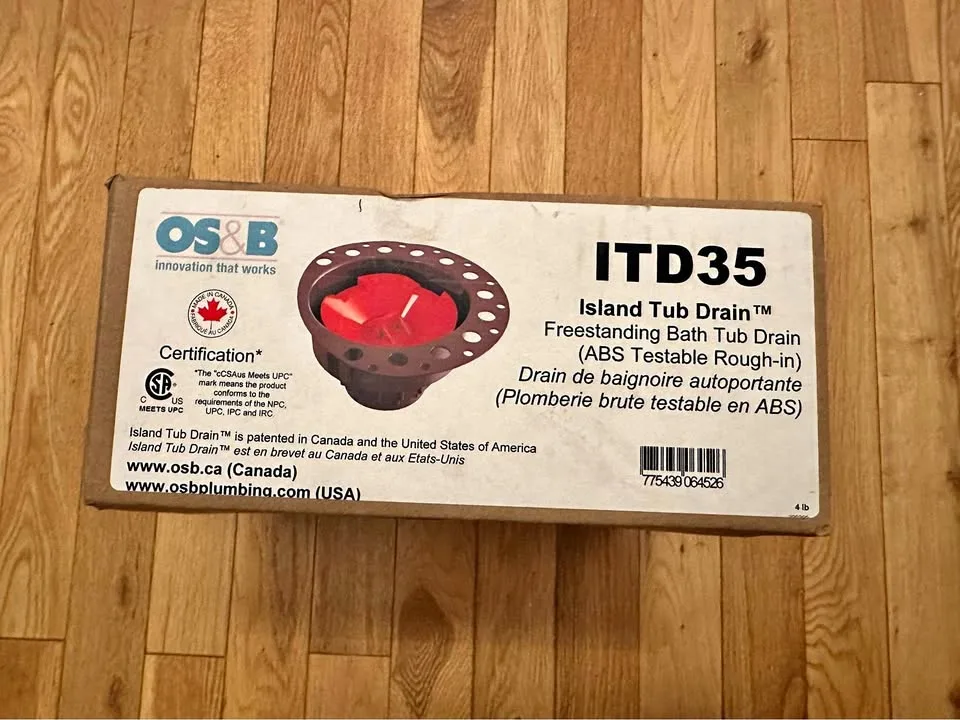 OS&B
innovation that works
MADE IN CANADA
FABRIQUÉ AU CANADA
Certification*
C SA US
MEETS UPC
*The "cCSAus Meets UPC"
mark means the product
conforms to the
requirements of the NPC,
UPC, IPC and IRC.
ITD35
Island Tub Drain™
Freestanding Bath Tub Drain
(ABS Testable Rough-in)
Drain de baignoire autoportante
(Plomberie brute testable en ABS)
Island Tub Drain™ is patented in Canada and the United States of America
Island Tub Drain™ est en brevet au Canada et aux Etats-Unis
www.osb.ca (Canada)
www.osbplumbing.com (USA)
775439 064526
4 lb